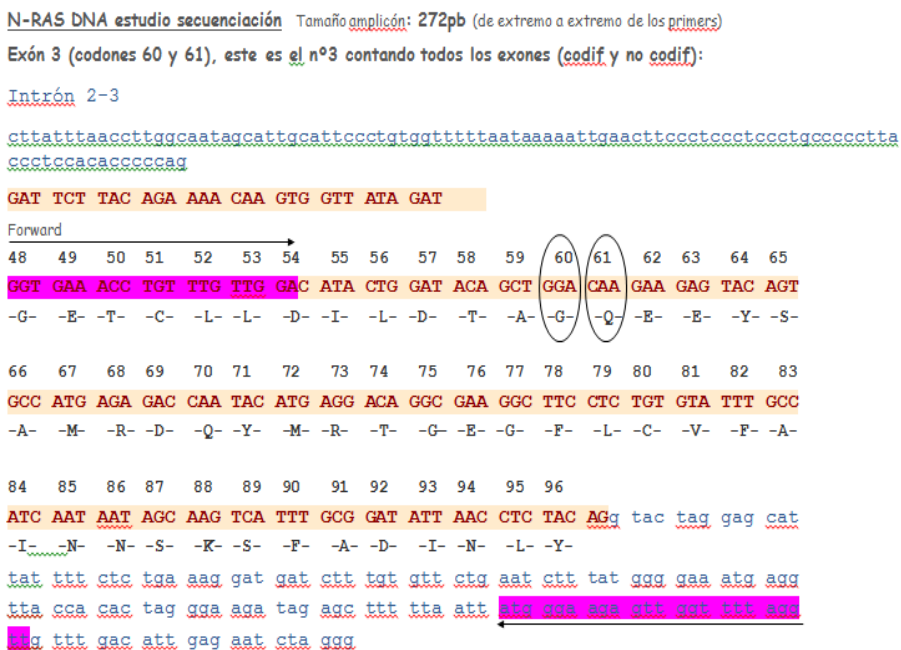 N-RAS DNA estudio secuenciación Tamaño amplicón: 272pb (de extremo a extremo de los primers)
Exón 3 (codones 60 y 61), este es el nº3 contando todos los exones (codif y no codif):
Intrón 2-3
cttatttaaccttggcaatagcattgcattccctgtggtttttaataaaaattgaacttccctccctccctgcccccttta
ccctccacacccccag
GAT TCT TAC AGA AAA CAA GTG GTT ATA GAT
Forward
48 49 50 51 52 53 54 55 56 57 58 59 60 61 62 63 64 65
GGT GAA ACC TGT TTG TTG GAC ATA CTG GAT ACA GCT GGA CAA GAA GAG TAC AGT
-G- -E- -T- -C- -L- -L- -D- -I- -L- -D- -T- -A- -G- -Q- -E- -E- -Y- -S-
66 67 68 69 70 71 72 73 74 75 76 77 78 79 80 81 82 83
GCC ATG AGA GAC CAA TAC ATG AGG ACA GGC GAA GGC TTC CTC TGT GTA TTT GCC
-A- -M- -R- -D- -Q- -Y- -M- -R- -T- -G- -E- -G- -F- -L- -C- -V- -F- -A-
84 85 86 87 88 89 90 91 92 93 94 95 96
ATC AAT AAT AGC AAG TCA TTT GCG GAT ATT AAC CTC TAC AGg tac tag gag cat
-I- -N- -N- -S- -K- -S- -F- -A- -D- -I- -N- -L- -Y-
tat ttt ctc tga aag gat gat ctt tgt gtt ctg aat ctt tat ggg gaa atg agg
tta cca cac tag gga aga tag agc ttt tta att atg gga aga gtt ggt ttt agg
ttg ttt gac att gag aat cta ggg